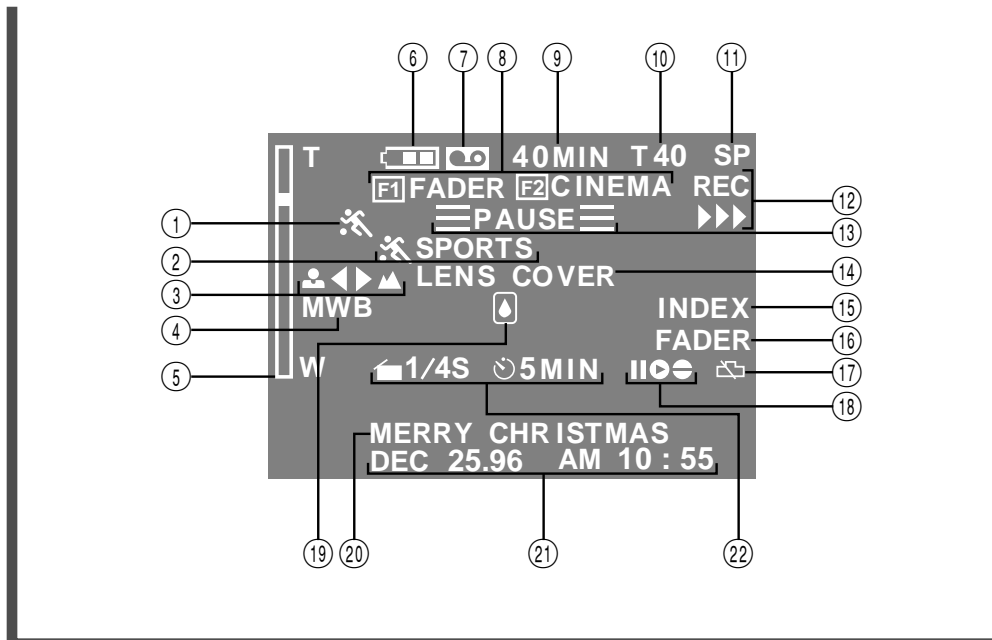 6 7 8 9 10 11
T 40MIN T40 SP
F1 FADER F2 CINEMA REC
12
PAUSE
13
1
2 SPORTS
LENS COVER 14
3
MWB INDEX 15
4
FADER 16
5 W 1/4S 5MIN 17
18
MERRY CHRISTMAS
DEC 25.96 AM 10:55
19 20 21 22